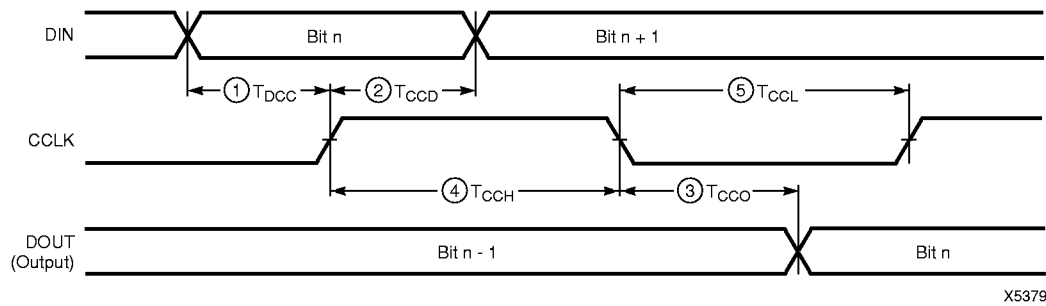 DIN
Bit n
Bit n + 1
1 TDCC
2 TCCD
5 TCCL
CCLK
4 TCCH
3 TCCO
DOUT
(Output)
Bit n - 1
Bit n
X5379